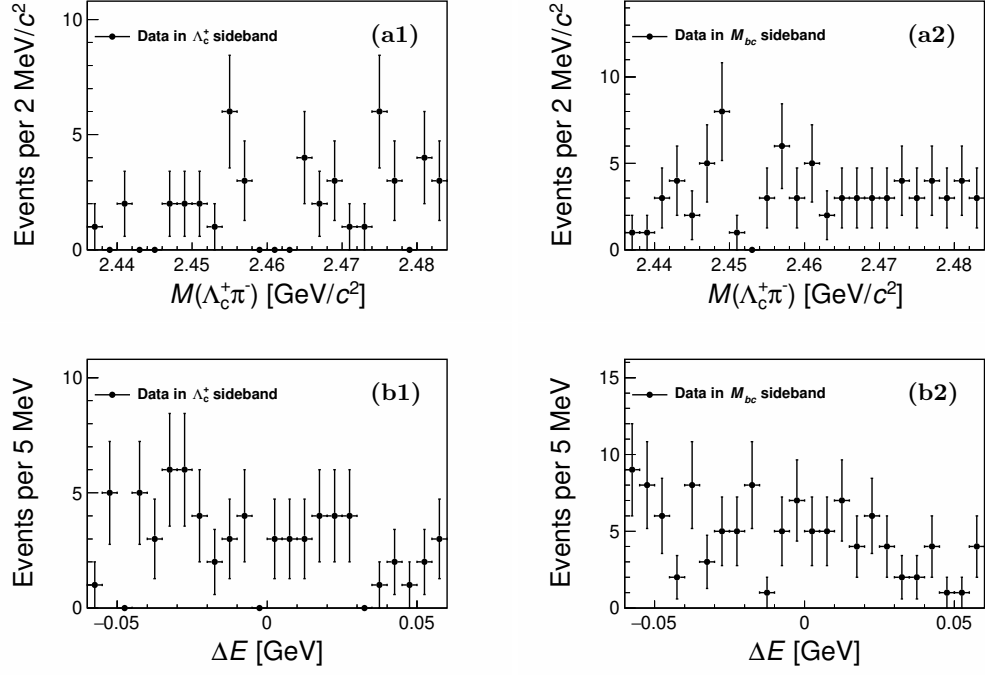 Events per 2 MeV/c²
10
5
0
Data in Λc⁺ sideband
(a1)
2.44 2.45 2.46 2.47 2.48
M(Λc⁺π⁻) [GeV/c²]
Events per 2 MeV/c²
10
5
0
Data in Mbc sideband
(a2)
2.44 2.45 2.46 2.47 2.48
M(Λc⁺π⁻) [GeV/c²]
Events per 5 MeV
10
5
0
Data in Λc⁺ sideband
(b1)
−0.05 0 0.05
ΔE [GeV]
Events per 5 MeV
15
10
5
0
Data in Mbc sideband
(b2)
−0.05 0 0.05
ΔE [GeV]